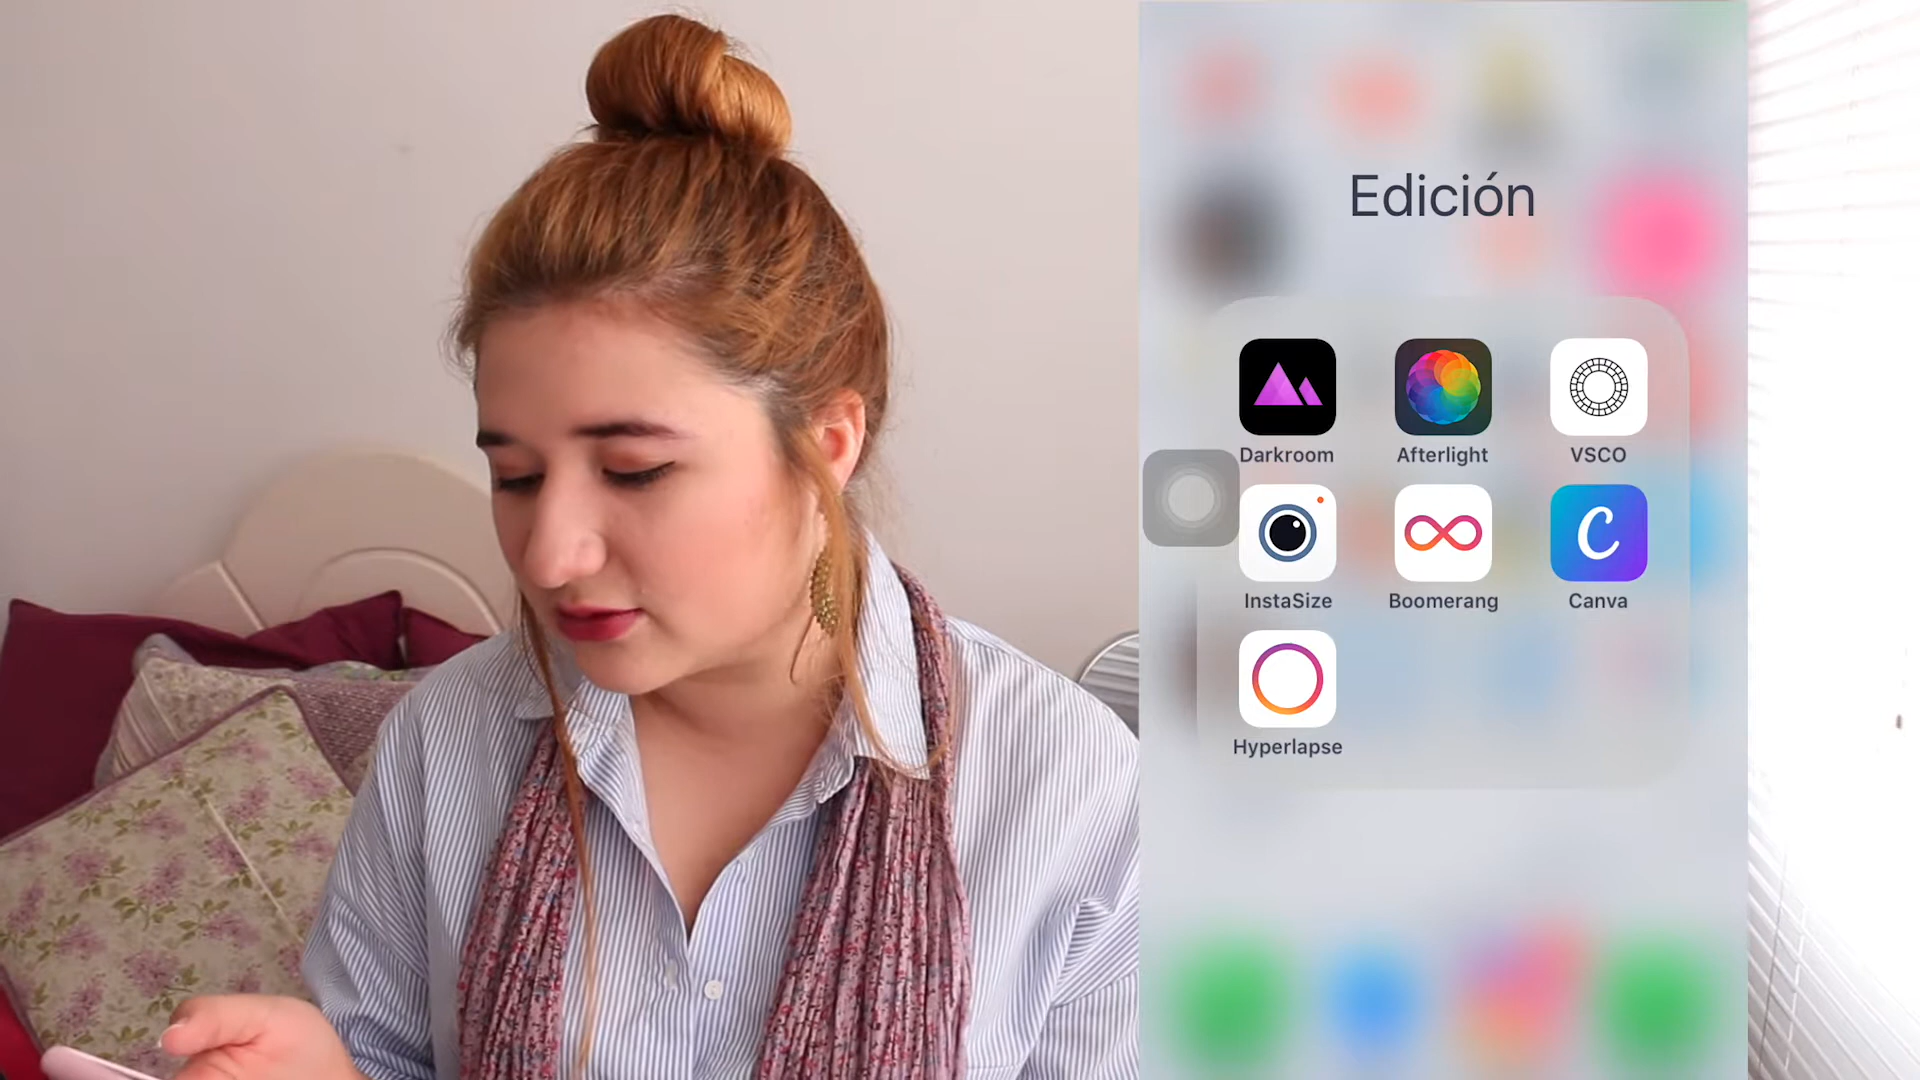 Edición
Darkroom Afterlight VSCO
InstaSize Boomerang Canva
Hyperlapse